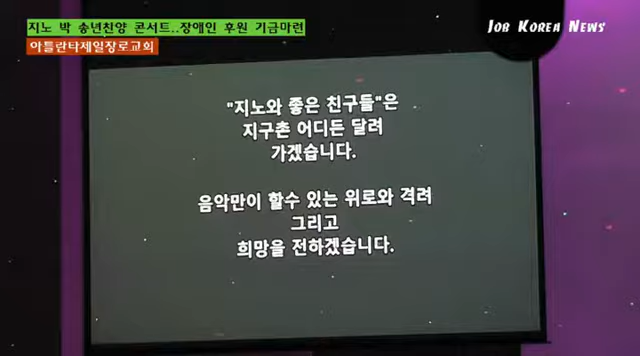 지노 박 송년찬양 콘서트..장애인 후원 기금마련
아틀란타제일장로교회
Job Korea News
"지노와 좋은 친구들"은
지구촌 어디든 달려
가겠습니다.
음악만이 할수 있는 위로와 격려
그리고
희망을 전하겠습니다.